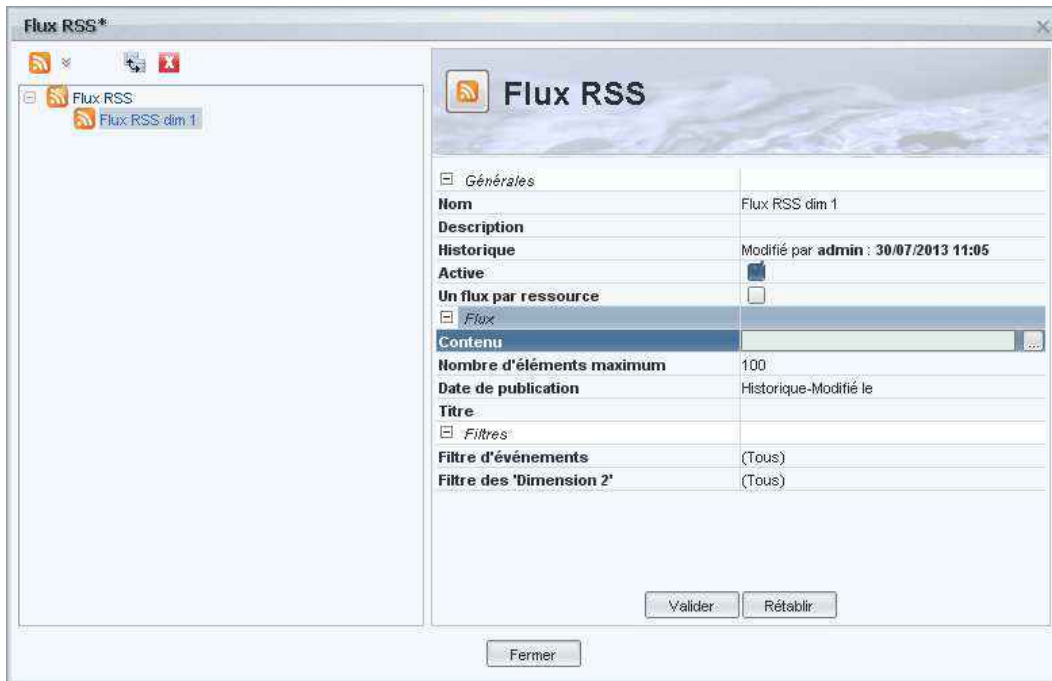 Flux RSS*
Flux RSS
Flux RSS dim 1
Flux RSS
Générales
Nom Flux RSS dim 1
Description
Historique Modifié par admin : 30/07/2013 11:05
Active
Un flux par ressource
Flux
Contenu ...
Nombre d'éléments maximum 100
Date de publication Historique-Modifié le
Titre
Filtres
Filtre d'événements (Tous)
Filtre des 'Dimension 2' (Tous)
Valider Rétablir
Fermer